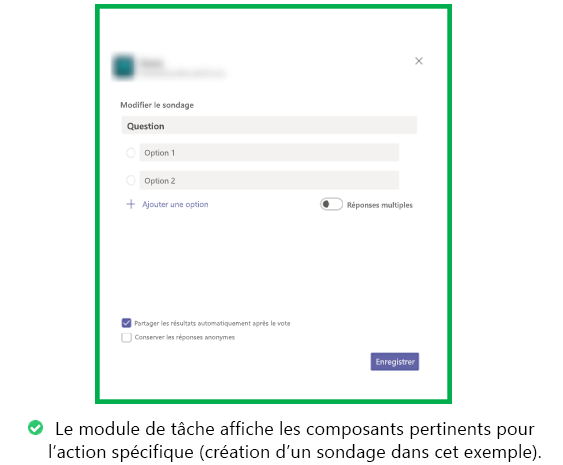 Modifier le sondage
Question
Option 1
Option 2
Ajouter une option
Réponses multiples
Partager les résultats automatiquement après le vote
Conserver les réponses anonymes
Enregistrer
Le module de tâche affiche les composants pertinents pour
l’action spécifique (création d’un sondage dans cet exemple).